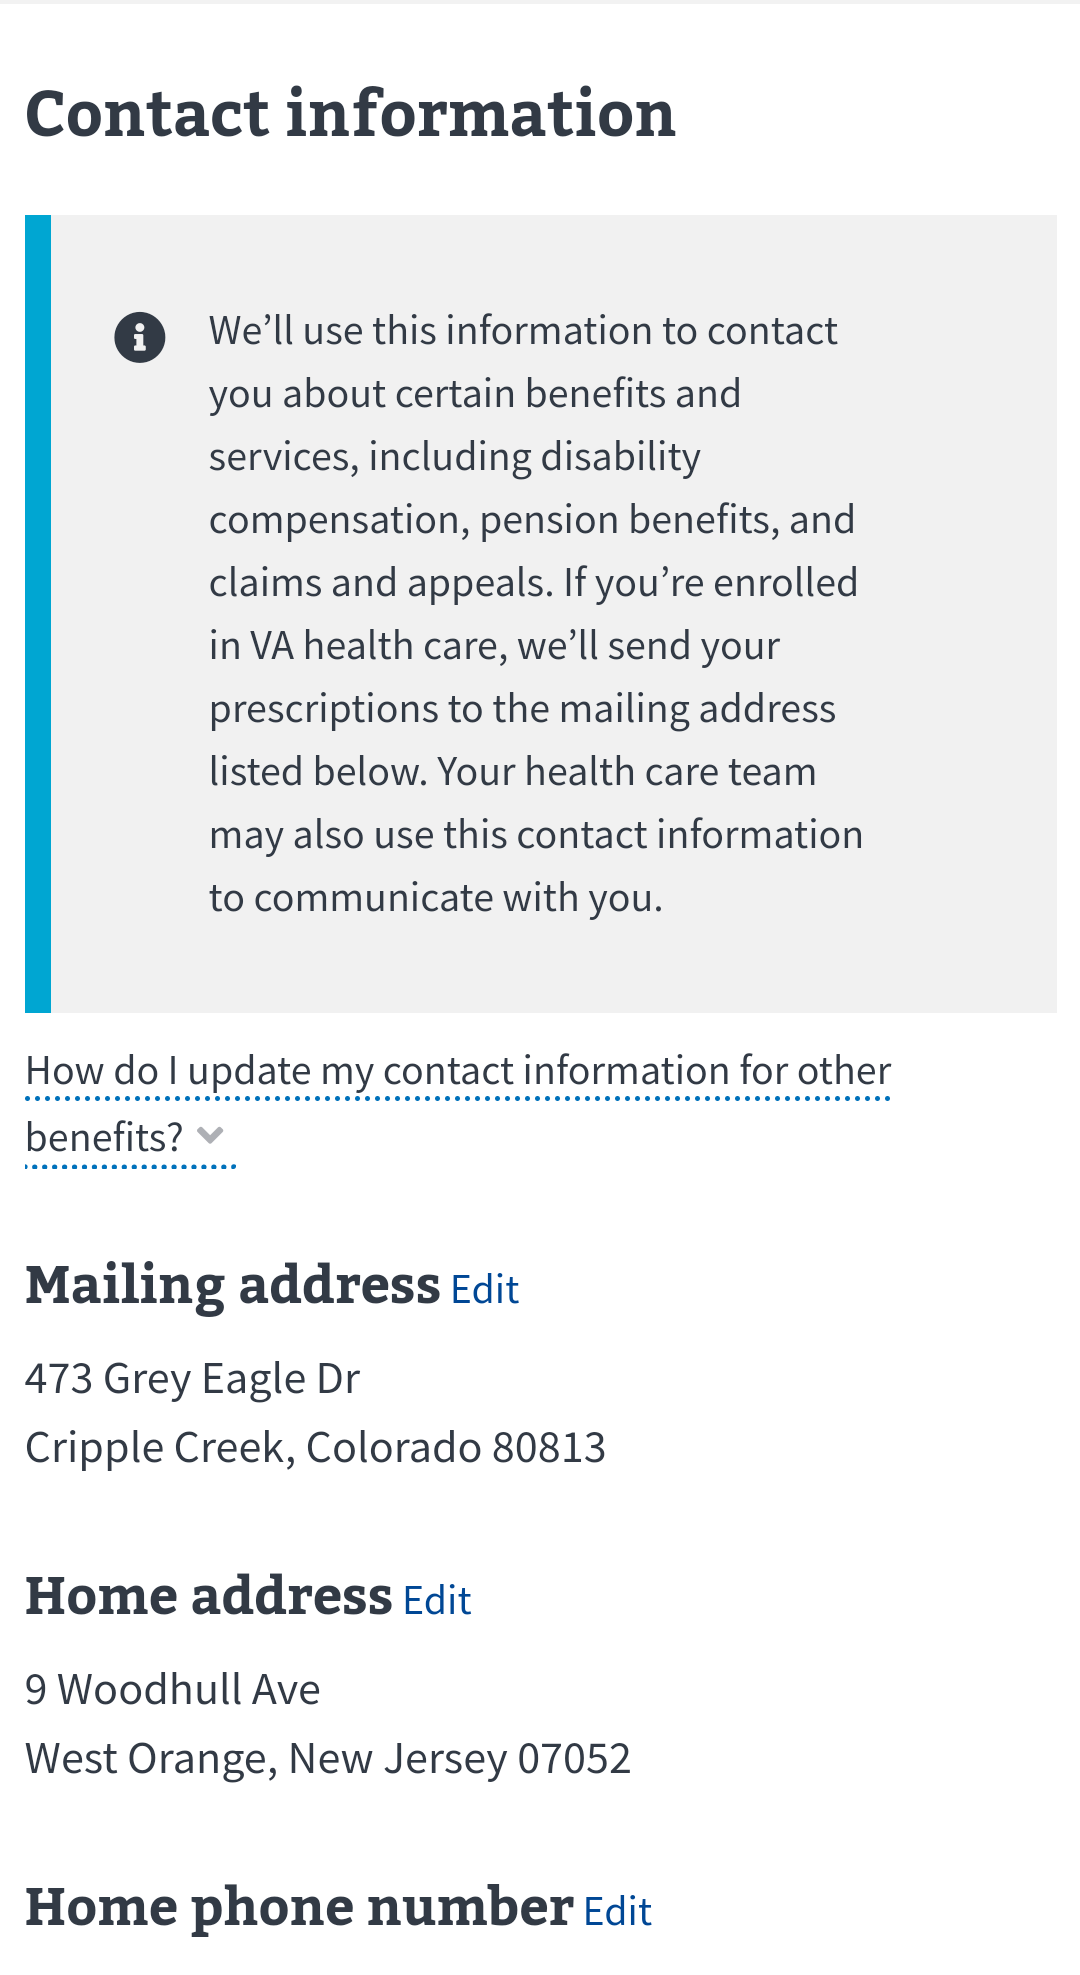 Contact information
We’ll use this information to contact
you about certain benefits and
services, including disability
compensation, pension benefits, and
claims and appeals. If you’re enrolled
in VA health care, we’ll send your
prescriptions to the mailing address
listed below. Your health care team
may also use this contact information
to communicate with you.
How do I update my contact information for other
benefits?
Mailing address Edit
473 Grey Eagle Dr
Cripple Creek, Colorado 80813
Home address Edit
9 Woodhull Ave
West Orange, New Jersey 07052
Home phone number Edit